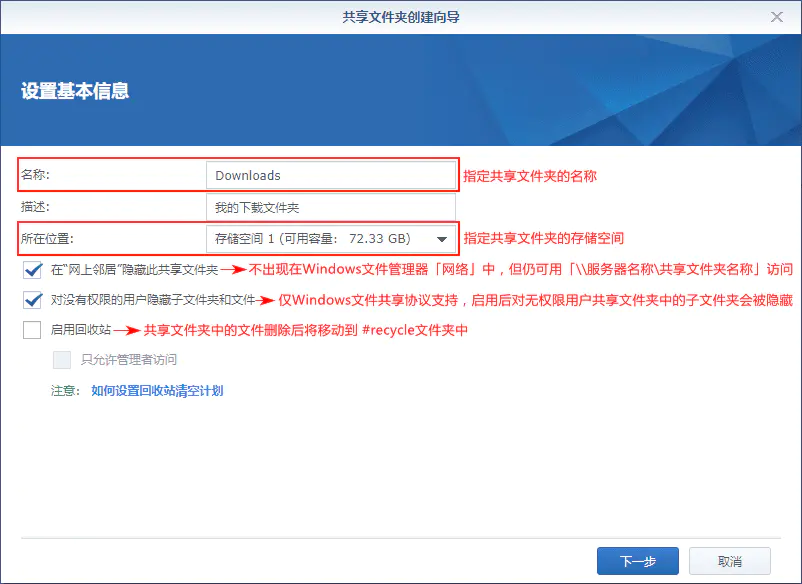 共享文件夹创建向导
设置基本信息
名称: Downloads 指定共享文件夹的名称
描述: 我的下载文件夹
所在位置: 存储空间 1 (可用容量: 72.33 GB) 指定共享文件夹的存储空间
在“网上邻居”隐藏此共享文件夹 不出现在Windows文件管理器「网络」中，但仍可用「\\服务器名称\共享文件夹名称」访问
对没有权限的用户隐藏子文件夹和文件 仅Windows文件共享协议支持，启用后对无权限用户共享文件夹中的子文件夹会被隐藏
启用回收站 共享文件夹中的文件删除后将移动到 #recycle文件夹中
只允许管理者访问
注意: 如何设置回收站清空计划
下一步 取消